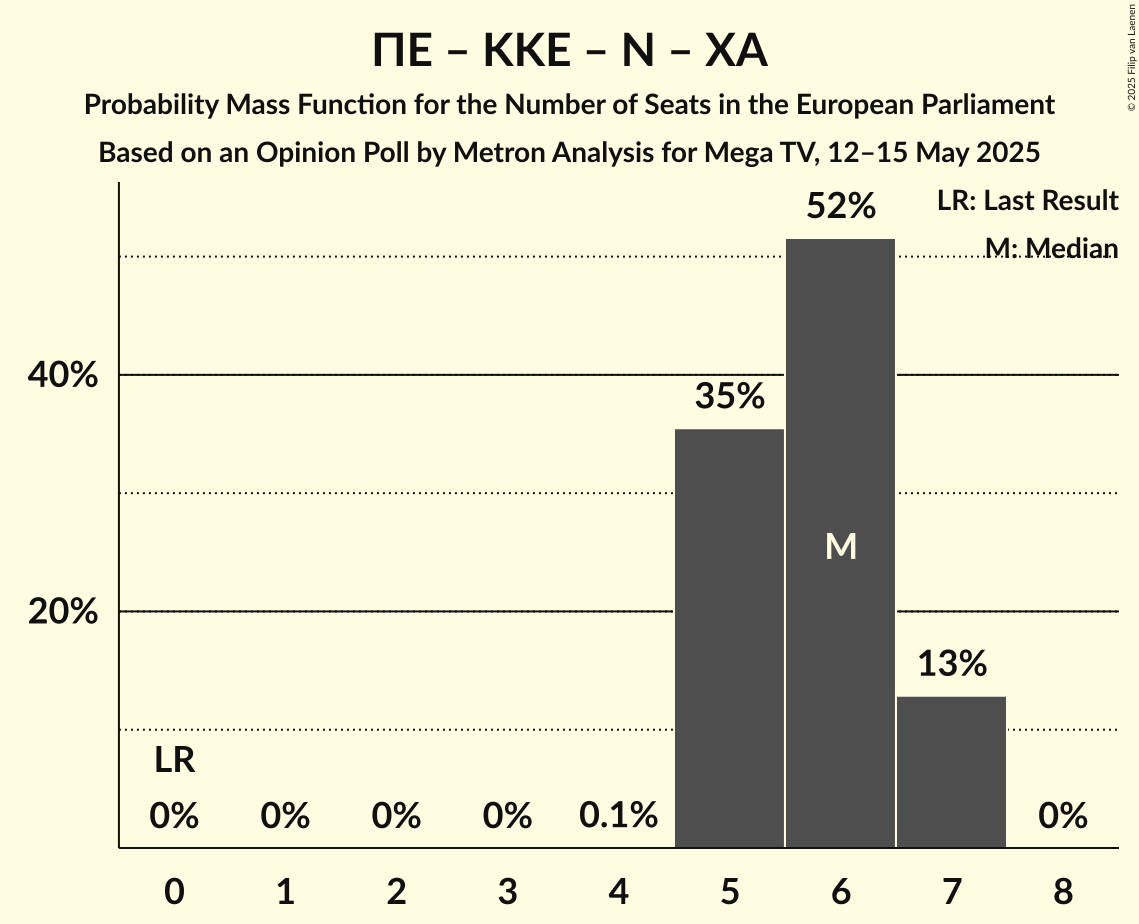 ΠΕ – ΚΚΕ – Ν – ΧΑ
Probability Mass Function for the Number of Seats in the European Parliament
Based on an Opinion Poll by Metron Analysis for Mega TV, 12–15 May 2025
© 2025 Filip van Laenen
LR: Last Result
M: Median
52%
40%
35%
M
20%
13%
LR
0% 0% 0% 0% 0.1% 0%
0 1 2 3 4 5 6 7 8